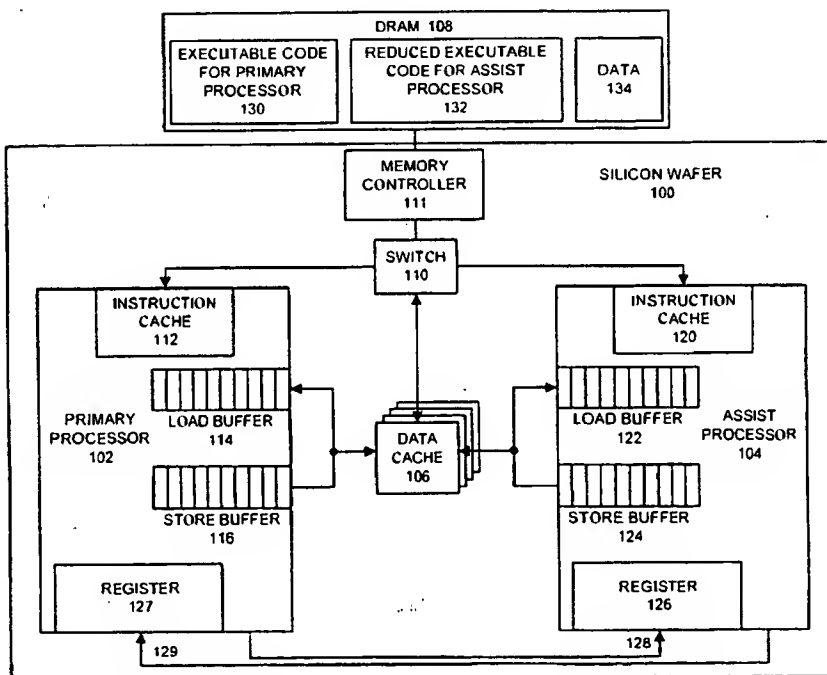 DRAM 108
EXECUTABLE CODE
FOR PRIMARY
PROCESSOR
130
REDUCED EXECUTABLE
CODE FOR ASSIST
PROCESSOR
132
DATA
134
MEMORY
CONTROLLER
111
SILICON WAFER
100
SWITCH
110
INSTRUCTION
CACHE
112
INSTRUCTION
CACHE
120
PRIMARY
PROCESSOR
102
LOAD BUFFER
114
STORE BUFFER
116
DATA
CACHE
106
LOAD BUFFER
122
ASSIST
PROCESSOR
104
STORE BUFFER
124
REGISTER
127
REGISTER
126
129
128